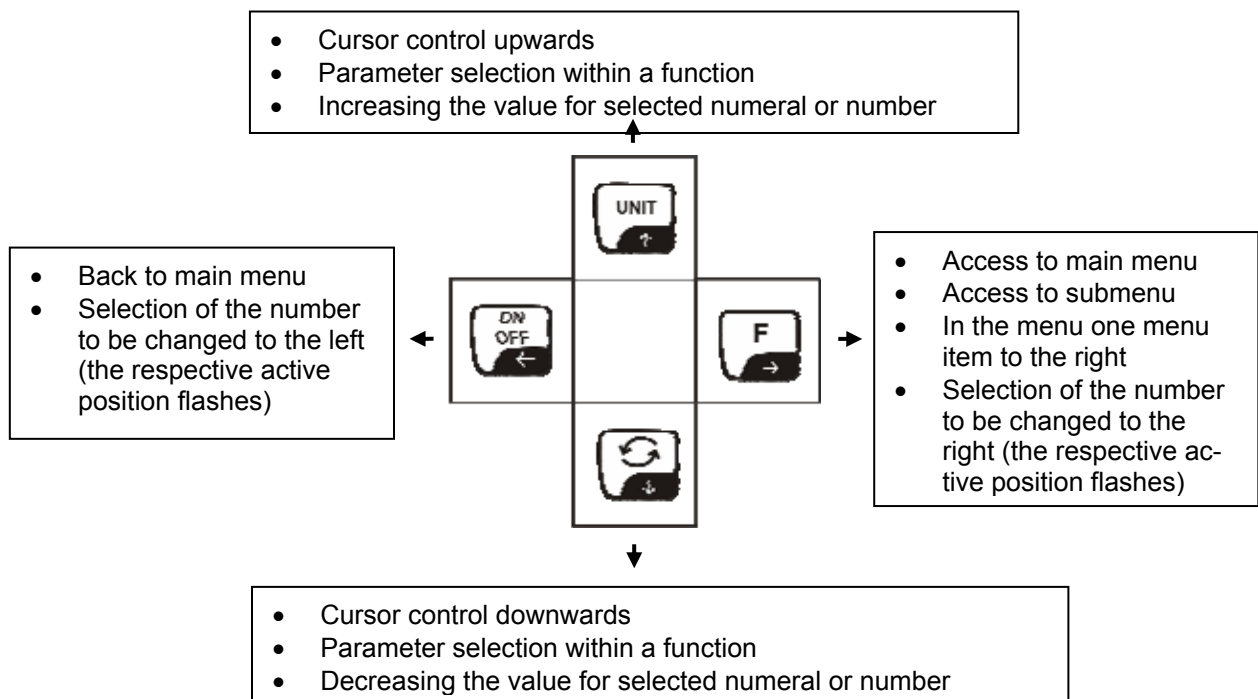 • Cursor control upwards
• Parameter selection within a function
• Increasing the value for selected numeral or number
UNIT
• Back to main menu
• Selection of the number
to be changed to the left
(the respective active
position flashes)
ON
OFF
F
• Access to main menu
• Access to submenu
• In the menu one menu
item to the right
• Selection of the number
to be changed to the
right (the respective ac-
tive position flashes)
• Cursor control downwards
• Parameter selection within a function
• Decreasing the value for selected numeral or number